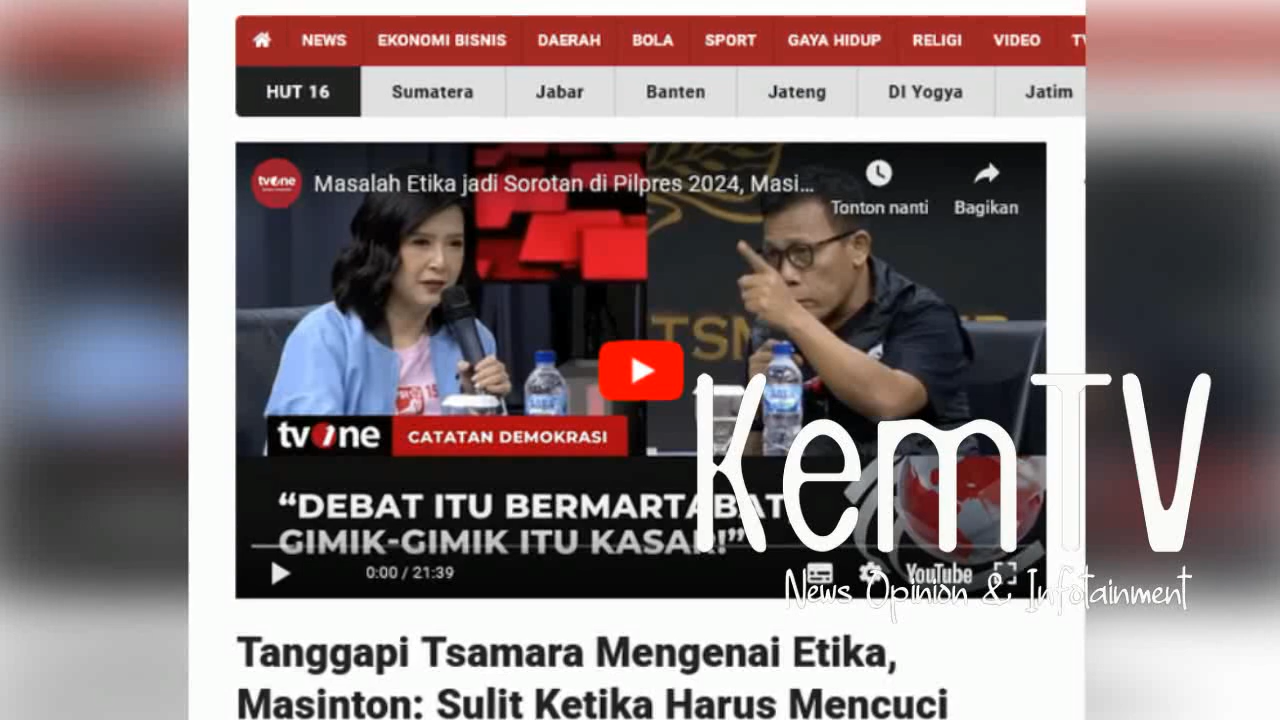 NEWS EKONOMI BISNIS DAERAH BOLA SPORT GAYA HIDUP RELIGI VIDEO
HUT 16 Sumatera Jabar Banten Jateng DI Yogya Jatim
tvOne Masalah Etika jadi Sorotan di Pilpres 2024, Masi...
Tonton nanti Bagikan
tvOne CATATAN DEMOKRASI
“DEBAT ITU BERMARTABAT,
GIMIK-GIMIK ITU KASAR!”
0:00 / 21:39 YouTube
KemTV
News Opinion & Infotainment
Tanggapi Tsamara Mengenai Etika,
Masinton: Sulit Ketika Harus Mencuci